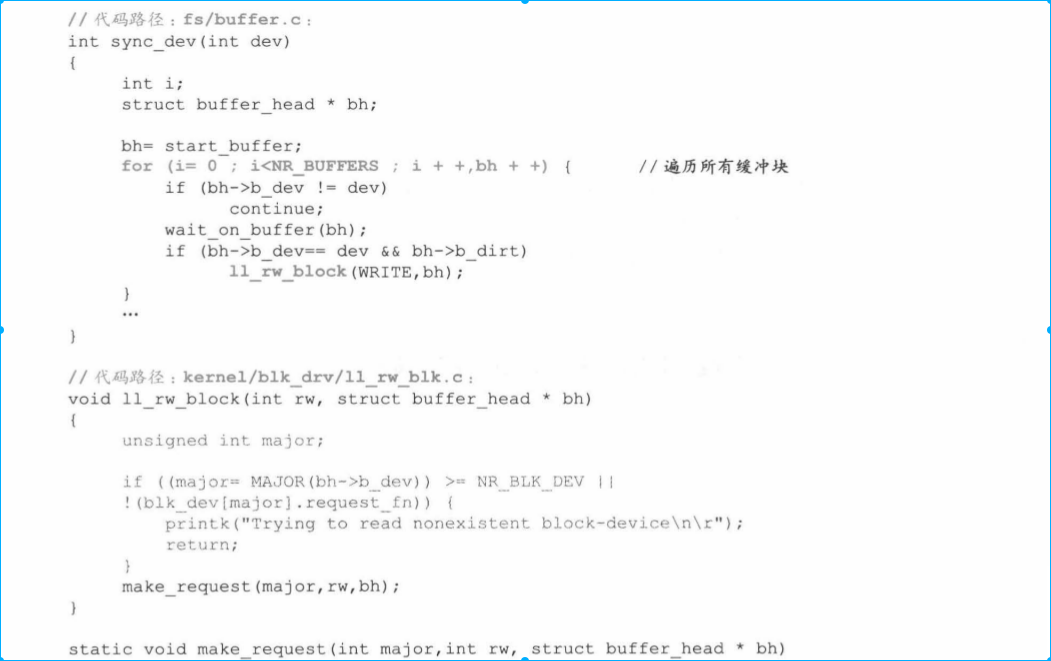 //代码路径：fs/buffer.c：
int sync_dev(int dev)
{
int i;
struct buffer_head * bh;
bh= start_buffer;
for (i= 0 ; i<NR_BUFFERS ; i + +,bh + +) { //遍历所有缓冲块
if (bh->b_dev != dev)
continue;
wait_on_buffer(bh);
if (bh->b_dev== dev && bh->b_dirt)
ll_rw_block(WRITE,bh);
}
…
}
//代码路径：kernel/blk_drv/ll_rw_blk.c：
void ll_rw_block(int rw, struct buffer_head * bh)
{
unsigned int major;
if ((major= MAJOR(bh->b_dev)) >= NR_BLK_DEV ||
!(blk_dev[major].request_fn)) {
printk("Trying to read nonexistent block-device\n\r");
return;
}
make_request(major,rw,bh);
}
static void make_request(int major,int rw, struct buffer_head * bh)